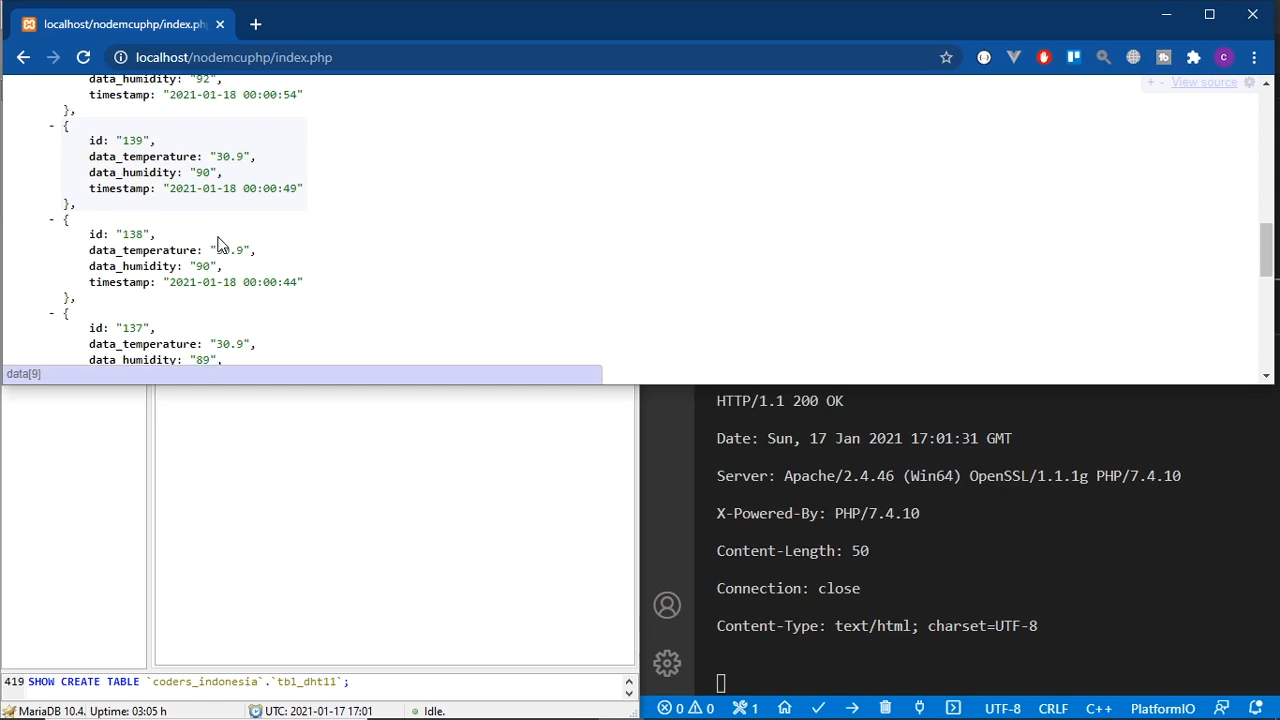 localhost/nodemcuphp/index.ph
localhost/nodemcuphp/index.php
data_humidity: "92",
timestamp: "2021-01-18 00:00:54"
},
- {
id: "139",
data_temperature: "30.9",
data_humidity: "90",
timestamp: "2021-01-18 00:00:49"
},
- {
id: "138",
data_temperature: " .9",
data_humidity: "90",
timestamp: "2021-01-18 00:00:44"
},
- {
id: "137",
data_temperature: "30.9",
data_humidity: "89",
+ - View source
data[9]
HTTP/1.1 200 OK
Date: Sun, 17 Jan 2021 17:01:31 GMT
Server: Apache/2.4.46 (Win64) OpenSSL/1.1.1g PHP/7.4.10
X-Powered-By: PHP/7.4.10
Content-Length: 50
Connection: close
Content-Type: text/html; charset=UTF-8
419 SHOW CREATE TABLE `coders_indonesia`.`tbl_dht11`;
MariaDB 10.4. Uptime: 03:05 h UTC: 2021-01-17 17:01 Idle.
0 0 1 UTF-8 CRLF C++ PlatformIO